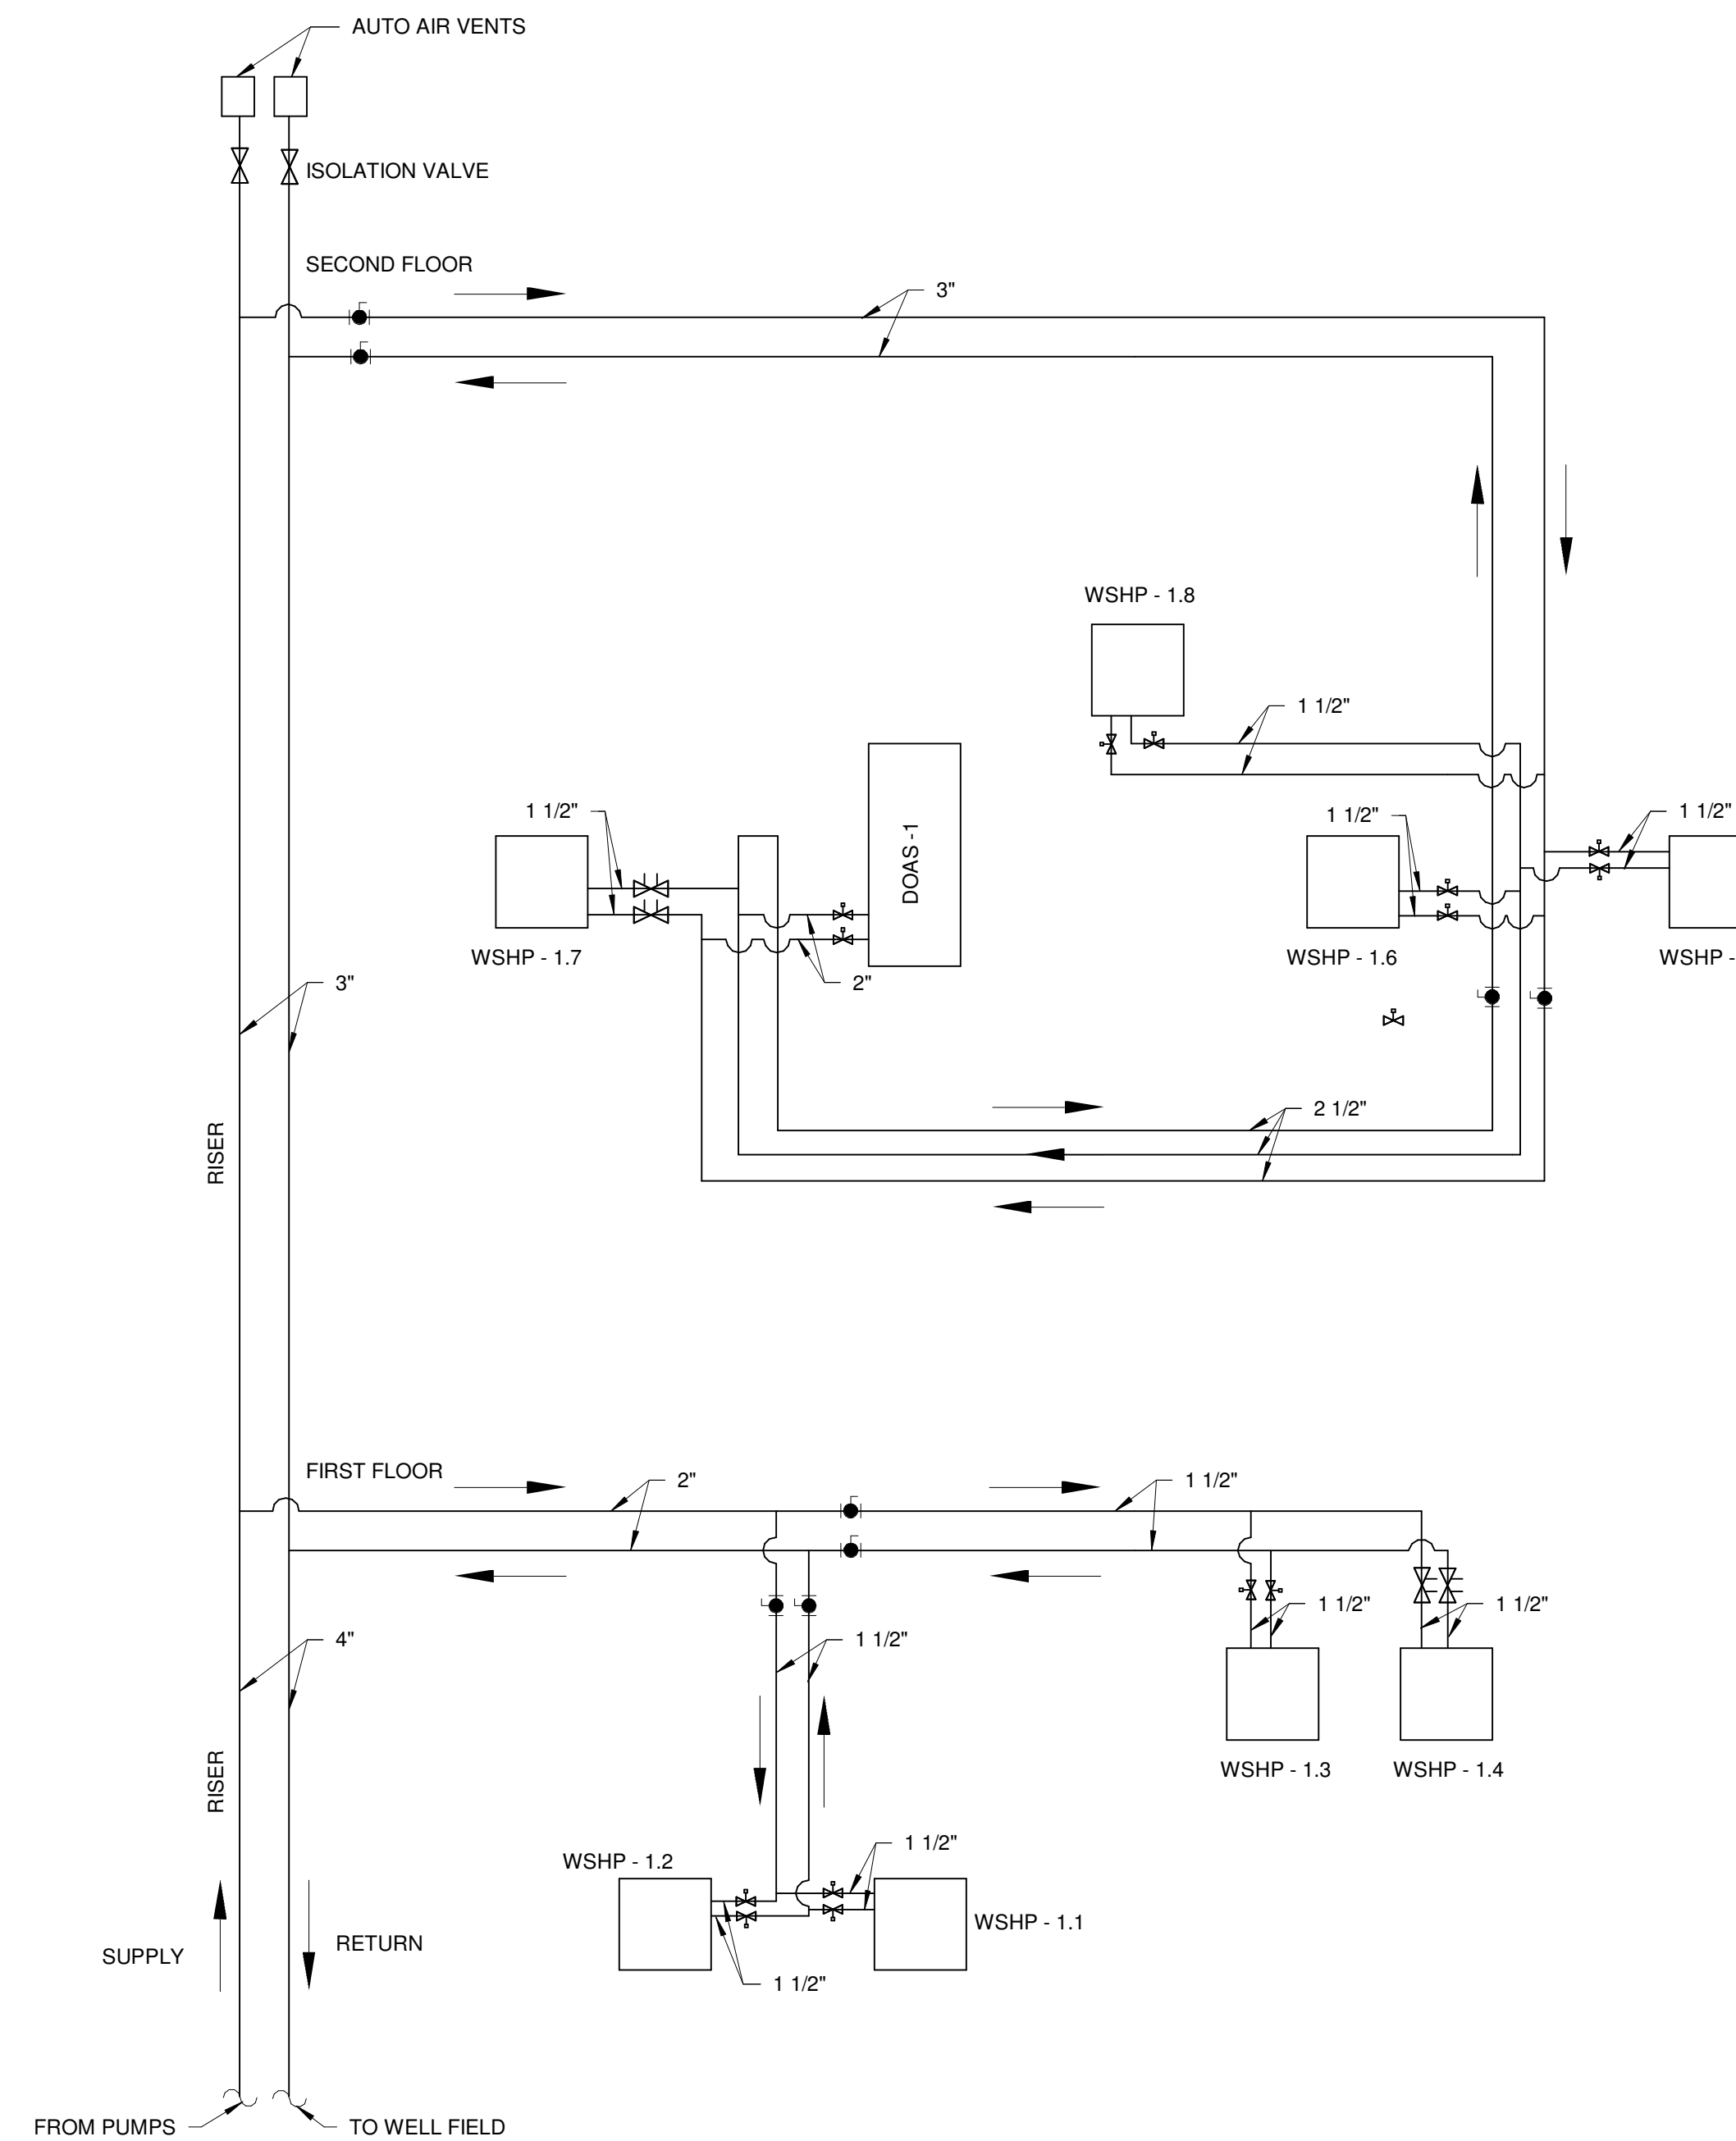 AUTO AIR VENTS
ISOLATION VALVE
SECOND FLOOR
3"
WSHP - 1.8
1 1/2"
1 1/2"
1 1/2"
1 1/2"
DOAS -1
WSHP - 1.7
WSHP - 1.6
WSHP -
2"
3"
2 1/2"
RISER
FIRST FLOOR
2"
1 1/2"
1 1/2"
1 1/2"
4"
1 1/2"
WSHP - 1.3
WSHP - 1.4
RISER
1 1/2"
WSHP - 1.2
WSHP - 1.1
RETURN
SUPPLY
1 1/2"
FROM PUMPS
TO WELL FIELD